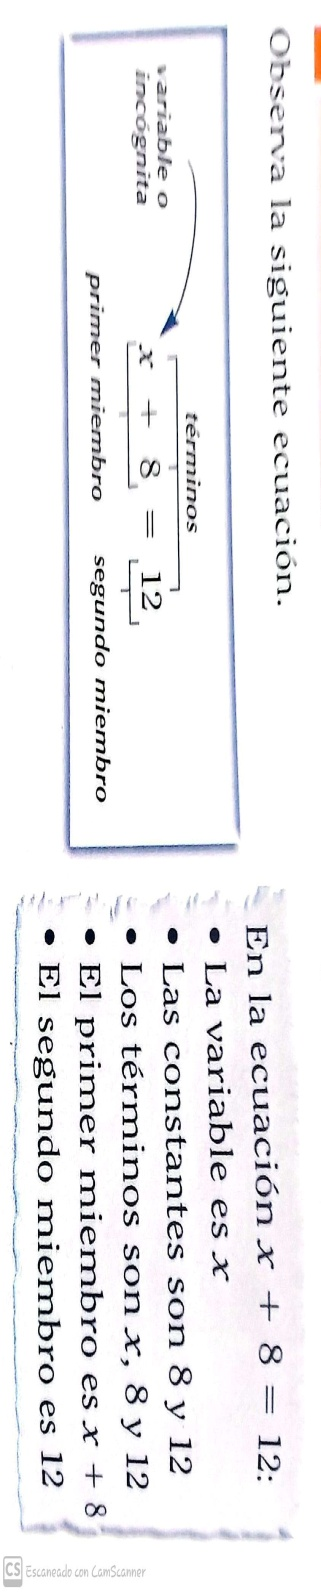 Observa la siguiente ecuación.
variable o
incógnita
términos
x + 8 = 12
primer miembro segundo miembro
En la ecuación x + 8 = 12:
• La variable es x
• Las constantes son 8 y 12
• Los términos son x, 8 y 12
• El primer miembro es x + 8
• El segundo miembro es 12
CS Escaneado con CamScanner